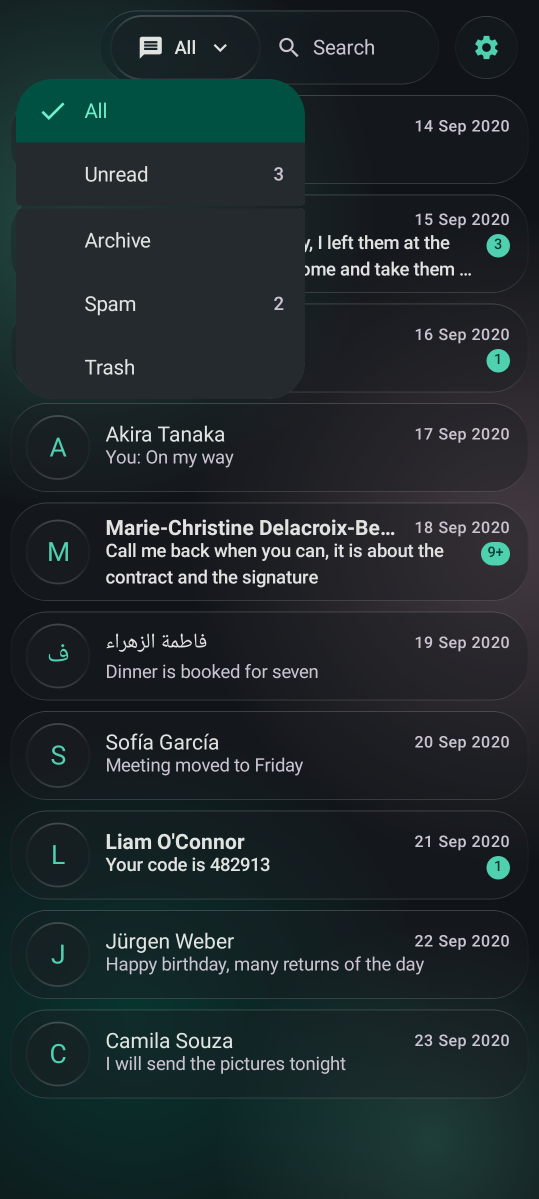 All
Search
All
14 Sep 2020
Unread 3
15 Sep 2020
Archive
, I left them at the
3
and take them …
Spam 2
16 Sep 2020
1
Trash
A
Akira Tanaka
17 Sep 2020
You: On my way
M
Marie-Christine Delacroix-Be…
18 Sep 2020
Call me back when you can, it is about the
9+
contract and the signature
ف
فاطمة الزهراء
19 Sep 2020
Dinner is booked for seven
S
Sofía García
20 Sep 2020
Meeting moved to Friday
L
Liam O'Connor
21 Sep 2020
Your code is 482913
1
J
Jürgen Weber
22 Sep 2020
Happy birthday, many returns of the day
C
Camila Souza
23 Sep 2020
I will send the pictures tonight